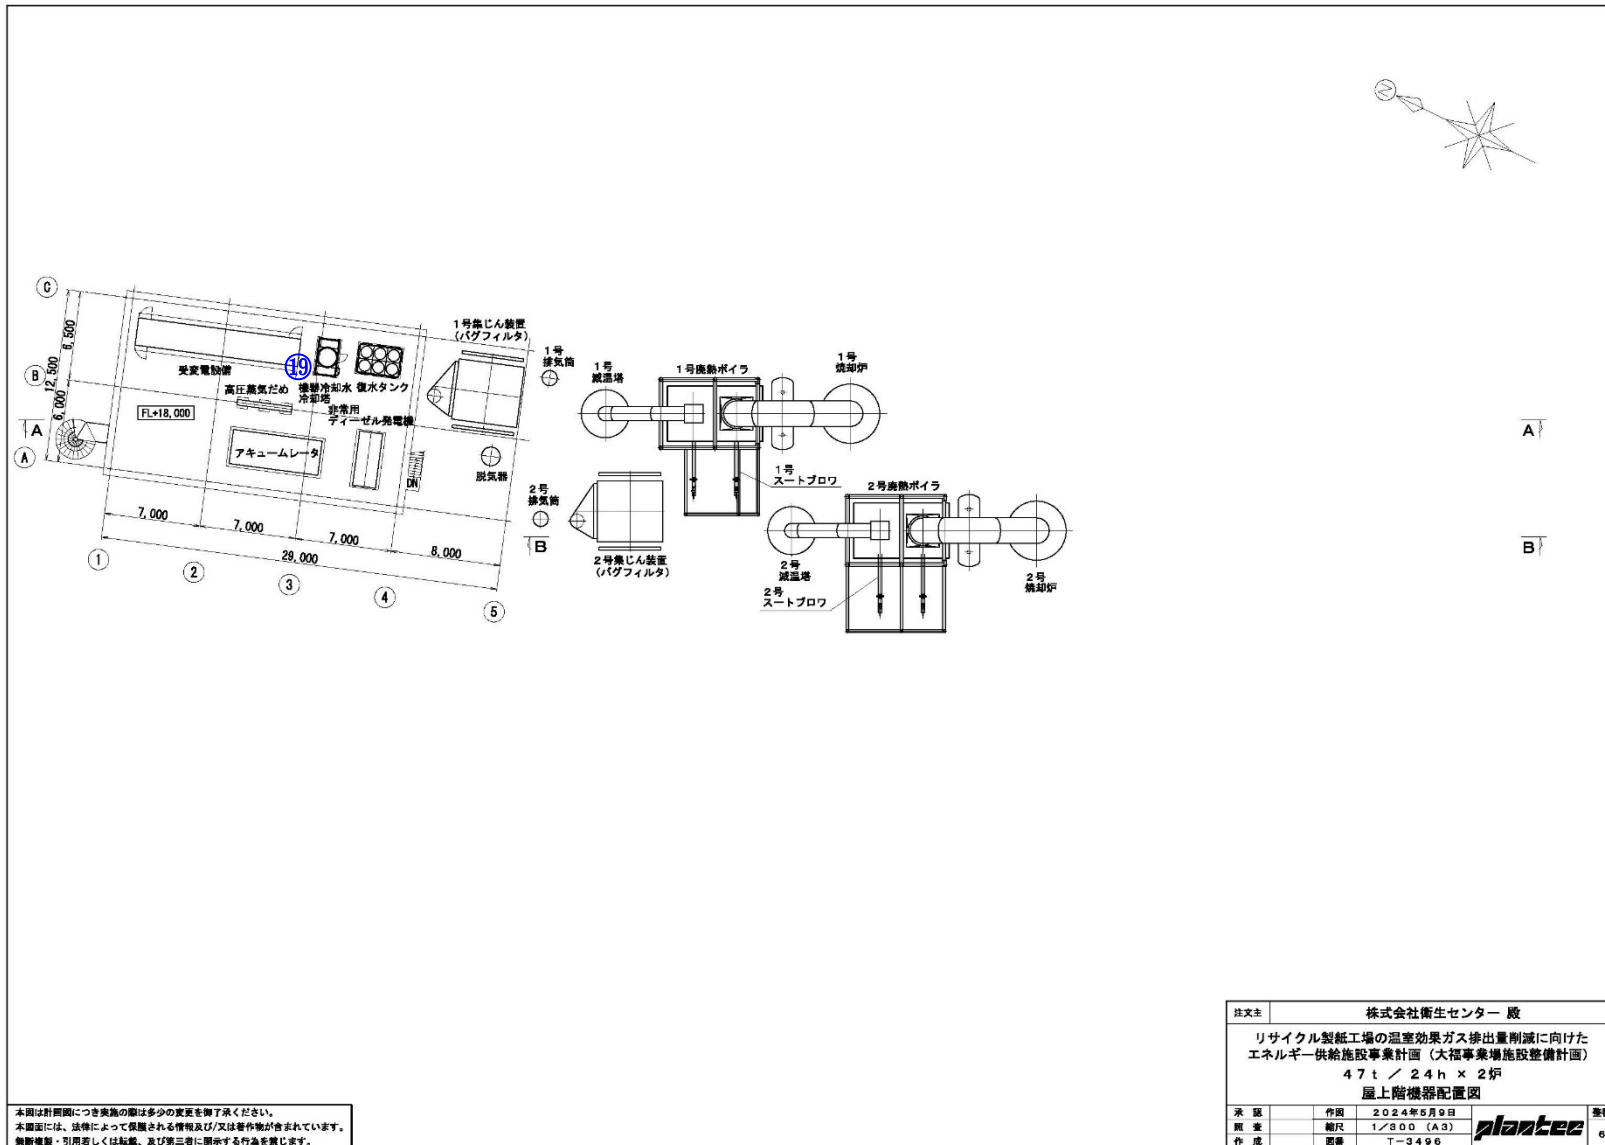 N
C
B
A
A
6,500
12,500
6,000
受変電設備
19
機器冷却水
冷却塔
復水タンク
高圧蒸気だめ
非常用
ディーゼル発電機
FL+18,000
アキュームレータ
DN
1号集じん装置
(バグフィルタ)
1号
排気筒
脱気器
2号
排気筒
B
2号集じん装置
(バグフィルタ)
7,000
7,000
7,000
8,000
29,000
1
2
3
4
5
1号
減温塔
1号廃熱ボイラ
1号
焼却炉
1号
スートブロワ
2号廃熱ボイラ
2号
減温塔
2号
スートブロワ
2号
焼却炉
A
B
注文主
株式会社衛生センター 殿
リサイクル製紙工場の温室効果ガス排出量削減に向けた
エネルギー供給施設事業計画(大福事業場施設整備計画)
47t / 24h × 2炉
屋上階機器配置図
承認 作図 2024年5月9日
照査 縮尺 1/300 (A3)
作成 図番 T-3496
plantec
6
本図は計画図につき実施の際は多少の変更を御了承ください。
本図面には、法律によって保護される情報及び/又は著作物が含まれています。
無断複製・引用若しくは転載、及び第三者に開示する行為を禁じます。